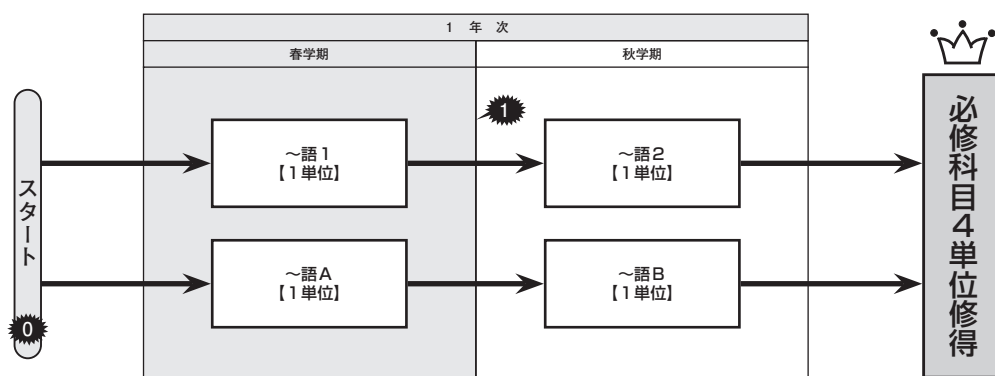 1 年 次
春学期
秋学期
スタート
0
1
~語1
【1単位】
~語2
【1単位】
~語A
【1単位】
~語B
【1単位】
必修科目4単位修得